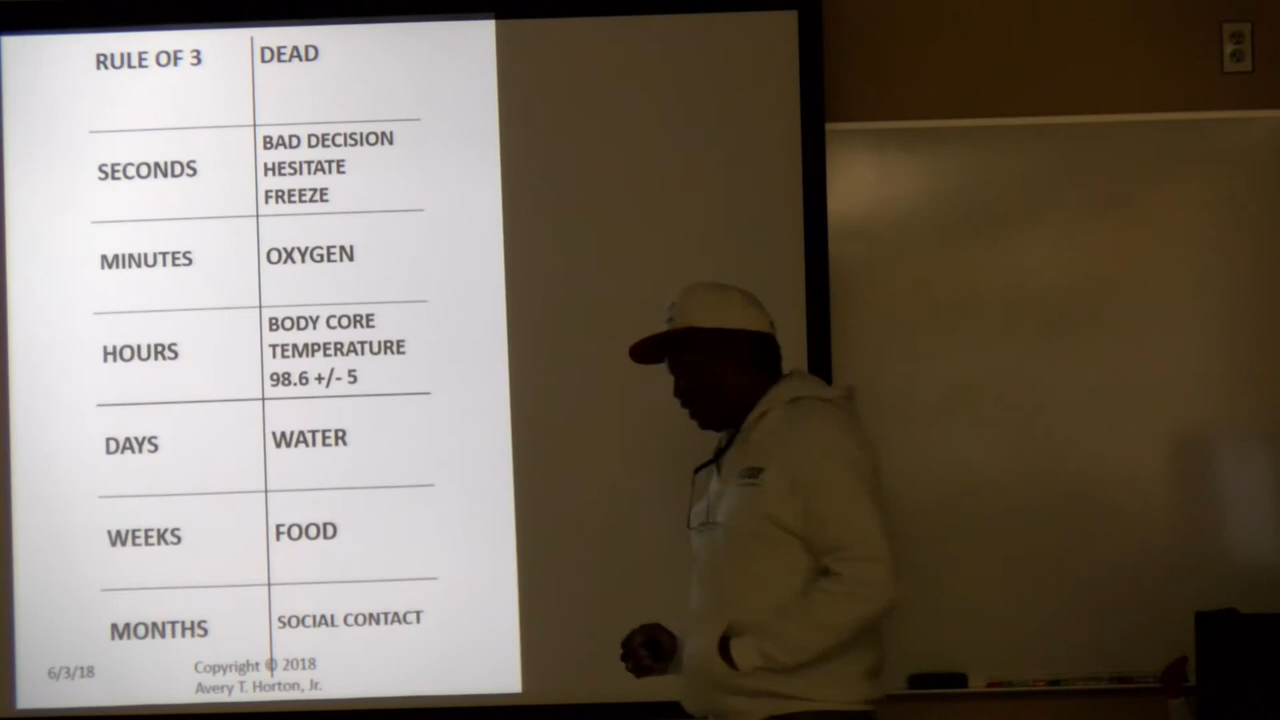 RULE OF 3
DEAD
SECONDS
BAD DECISION
HESITATE
FREEZE
MINUTES
OXYGEN
HOURS
BODY CORE
TEMPERATURE
98.6 +/- 5
DAYS
WATER
WEEKS
FOOD
MONTHS
SOCIAL CONTACT
6/3/18
Copyright © 2018
Avery T. Horton, Jr.